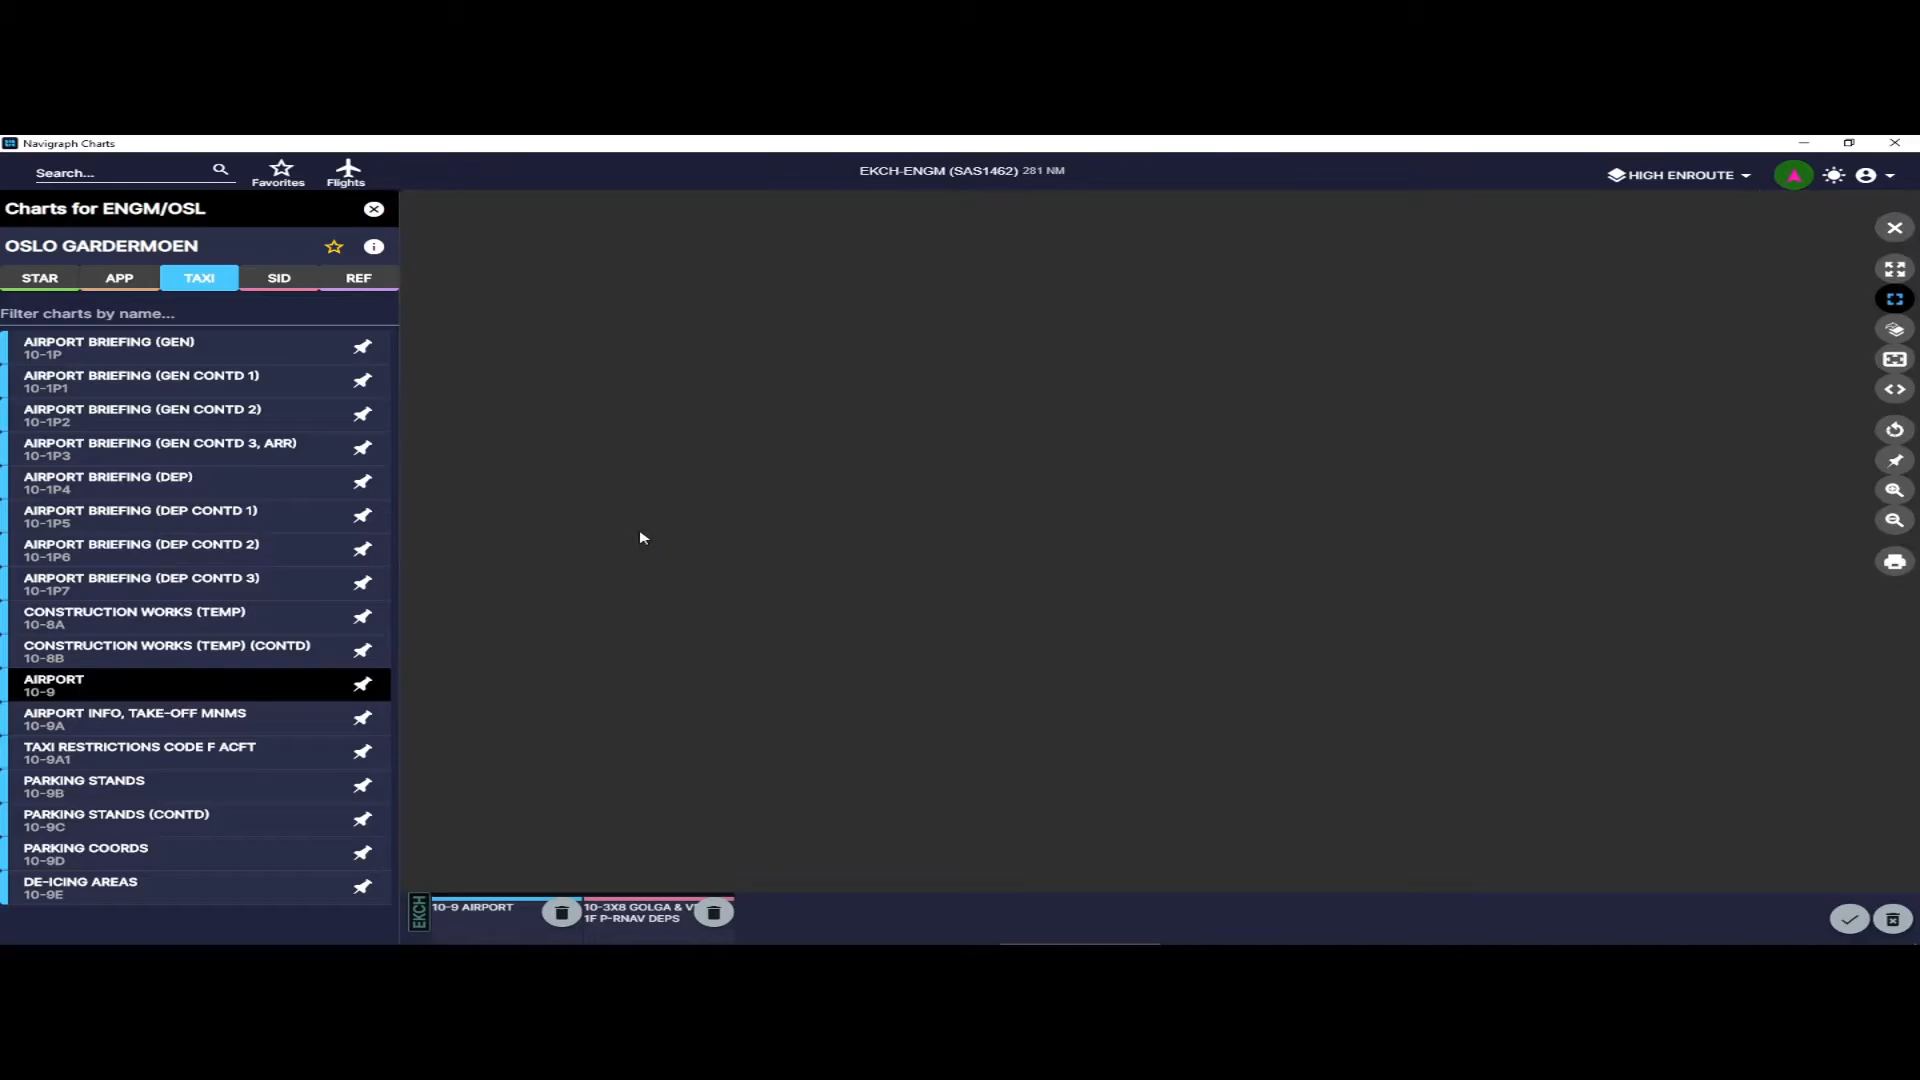 Navigraph Charts
Search...
Favorites
Flights
EKCH-ENGM (SAS1462) 281 NM
HIGH ENROUTE
Charts for ENGM/OSL
OSLO GARDERMOEN
STAR
APP
TAXI
SID
REF
Filter charts by name...
AIRPORT BRIEFING (GEN)
10-1P
AIRPORT BRIEFING (GEN CONTD 1)
10-1P1
AIRPORT BRIEFING (GEN CONTD 2)
10-1P2
AIRPORT BRIEFING (GEN CONTD 3, ARR)
10-1P3
AIRPORT BRIEFING (DEP)
10-1P4
AIRPORT BRIEFING (DEP CONTD 1)
10-1P5
AIRPORT BRIEFING (DEP CONTD 2)
10-1P6
AIRPORT BRIEFING (DEP CONTD 3)
10-1P7
CONSTRUCTION WORKS (TEMP)
10-8A
CONSTRUCTION WORKS (TEMP) (CONTD)
10-8B
AIRPORT
10-9
AIRPORT INFO, TAKE-OFF MNMS
10-9A
TAXI RESTRICTIONS CODE F ACFT
10-9A1
PARKING STANDS
10-9B
PARKING STANDS (CONTD)
10-9C
PARKING COORDS
10-9D
DE-ICING AREAS
10-9E
EKCH
10-9 AIRPORT
10-3X8 GOLGA & V
1F P-RNAV DEPS